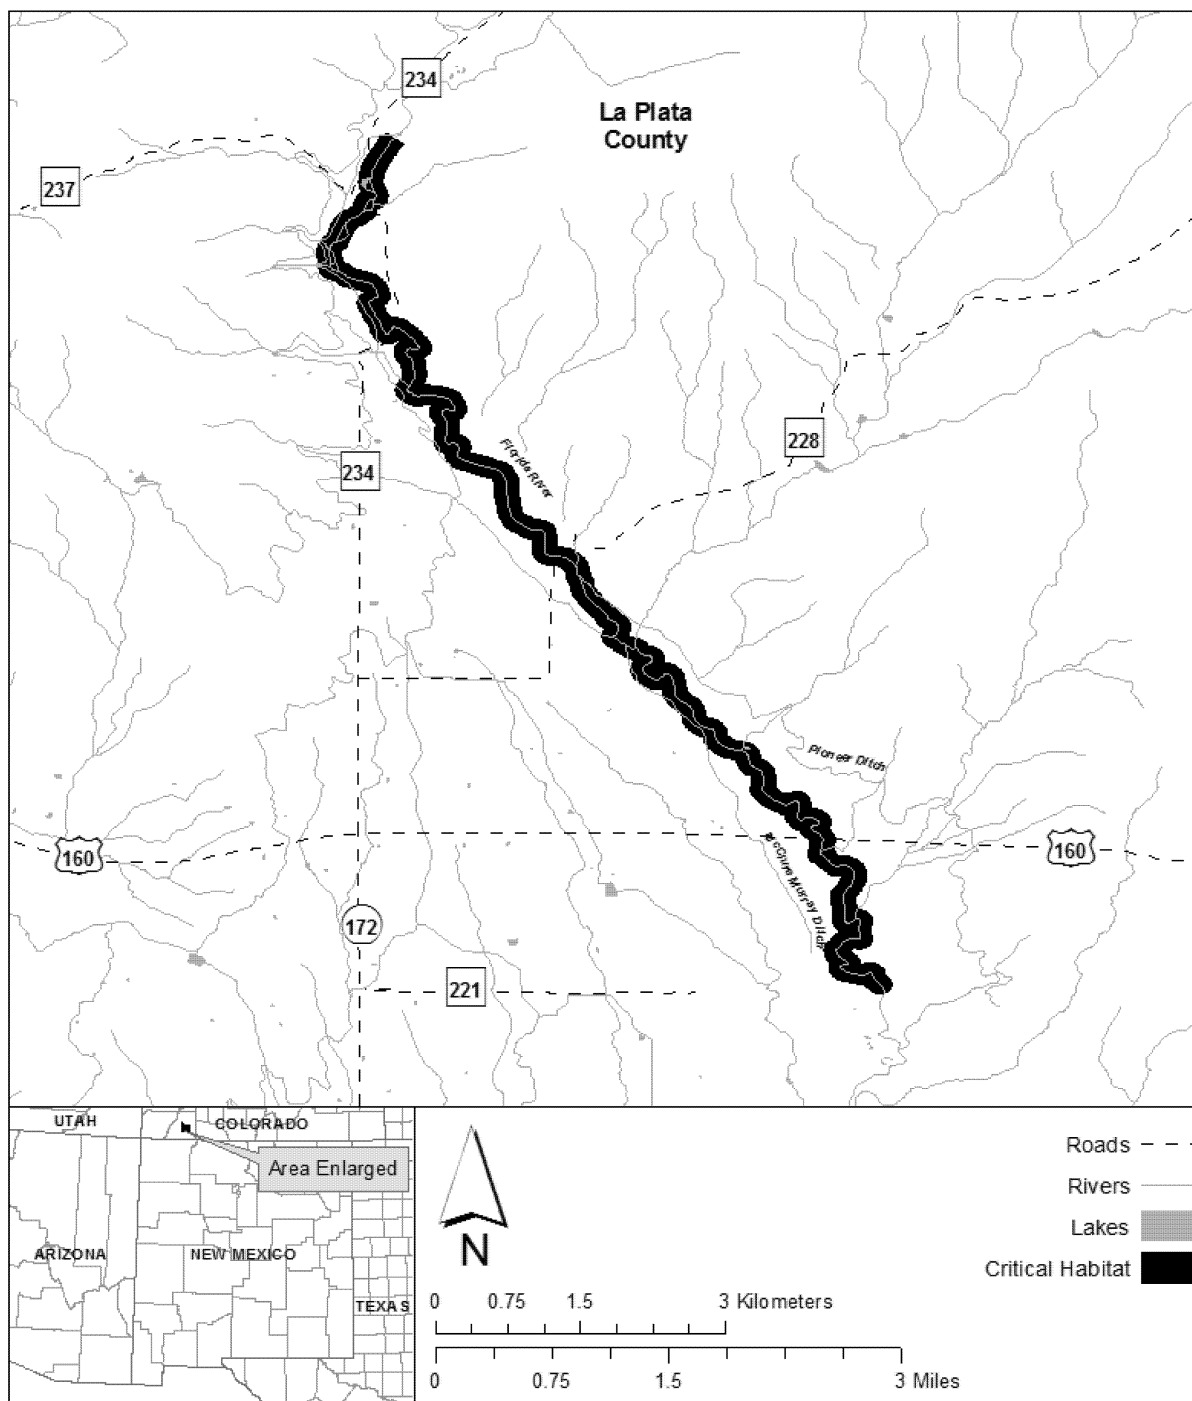 234
La Plata
County
237
228
Florida River
234
Pioneer Ditch
160
160
McClure Murray Ditch
172
221
UTAH
COLORADO
Area Enlarged
ARIZONA
NEW MEXICO
TEXAS
N
0 0.75 1.5 3 Kilometers
0 0.75 1.5 3 Miles
Roads
Rivers
Lakes
Critical Habitat